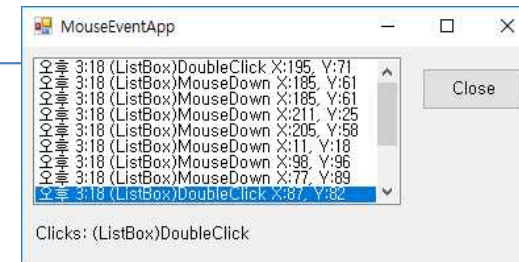 MouseEventApp
오후 3:18 (ListBox)DoubleClick X:195, Y:71
오후 3:18 (ListBox)MouseDown X:185, Y:61
오후 3:18 (ListBox)MouseDown X:185, Y:61
오후 3:18 (ListBox)MouseDown X:211, Y:25
오후 3:18 (ListBox)MouseDown X:205, Y:58
오후 3:18 (ListBox)MouseDown X:11, Y:18
오후 3:18 (ListBox)MouseDown X:98, Y:96
오후 3:18 (ListBox)MouseDown X:77, Y:89
오후 3:18 (ListBox)DoubleClick X:87, Y:82
Close
Clicks: (ListBox)DoubleClick